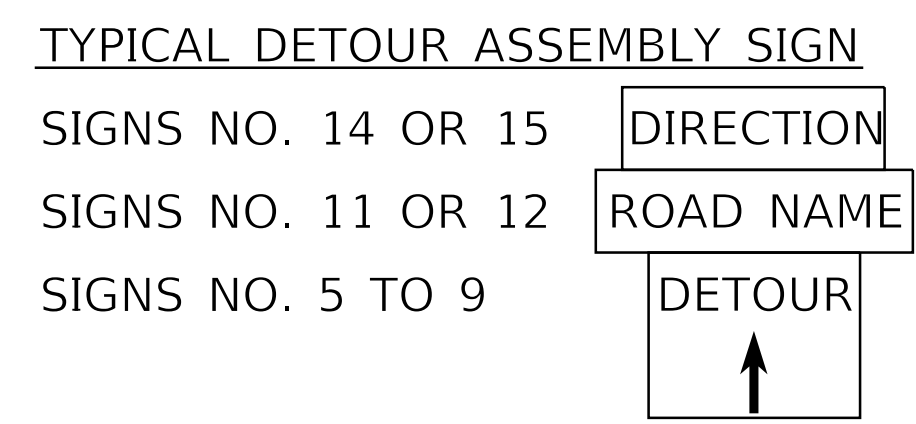 TYPICAL DETOUR ASSEMBLY SIGN
SIGNS NO. 14 OR 15 DIRECTION
SIGNS NO. 11 OR 12 ROAD NAME
SIGNS NO. 5 TO 9 DETOUR